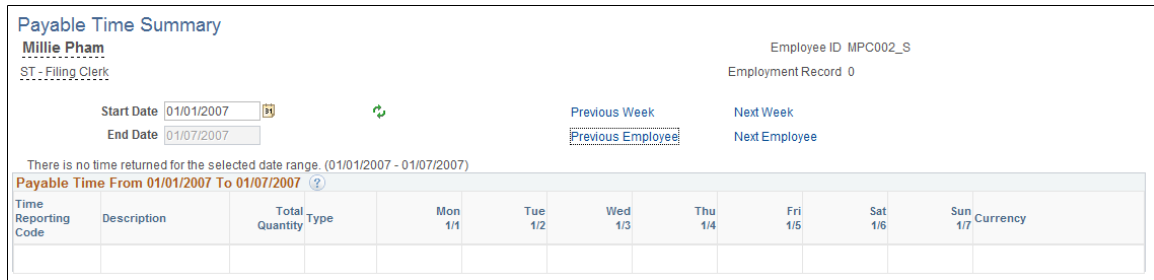 Payable Time Summary
Millie Pham Employee ID MPC002_S
ST - Filing Clerk Employment Record 0
Start Date 01/01/2007 Previous Week Next Week
End Date 01/07/2007 Previous Employee Next Employee
There is no time returned for the selected date range. (01/01/2007 - 01/07/2007)
Payable Time From 01/01/2007 To 01/07/2007 ?
Time Reporting Code Description Total Quantity Type Mon 1/1 Tue 1/2 Wed 1/3 Thu 1/4 Fri 1/5 Sat 1/6 Sun 1/7 Currency